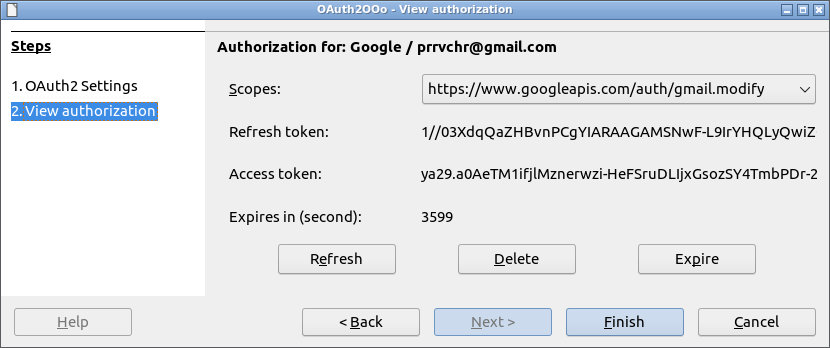 OAuth2OOo - View authorization
Steps
1. OAuth2 Settings
2. View authorization
Authorization for: Google / prrvchr@gmail.com
Scopes: https://www.googleapis.com/auth/gmail.modify
Refresh token: 1//03XdqQaZHBvnPCgYIARAAGAMSNwF-L9IrYHQLyQwiZ
Access token: ya29.a0AeTM1ifjlMznerwzi-HeFSruDLIjxGsozSY4TmbPDr-2
Expires in (second): 3599
Refresh Delete Expire
Help < Back Next > Finish Cancel